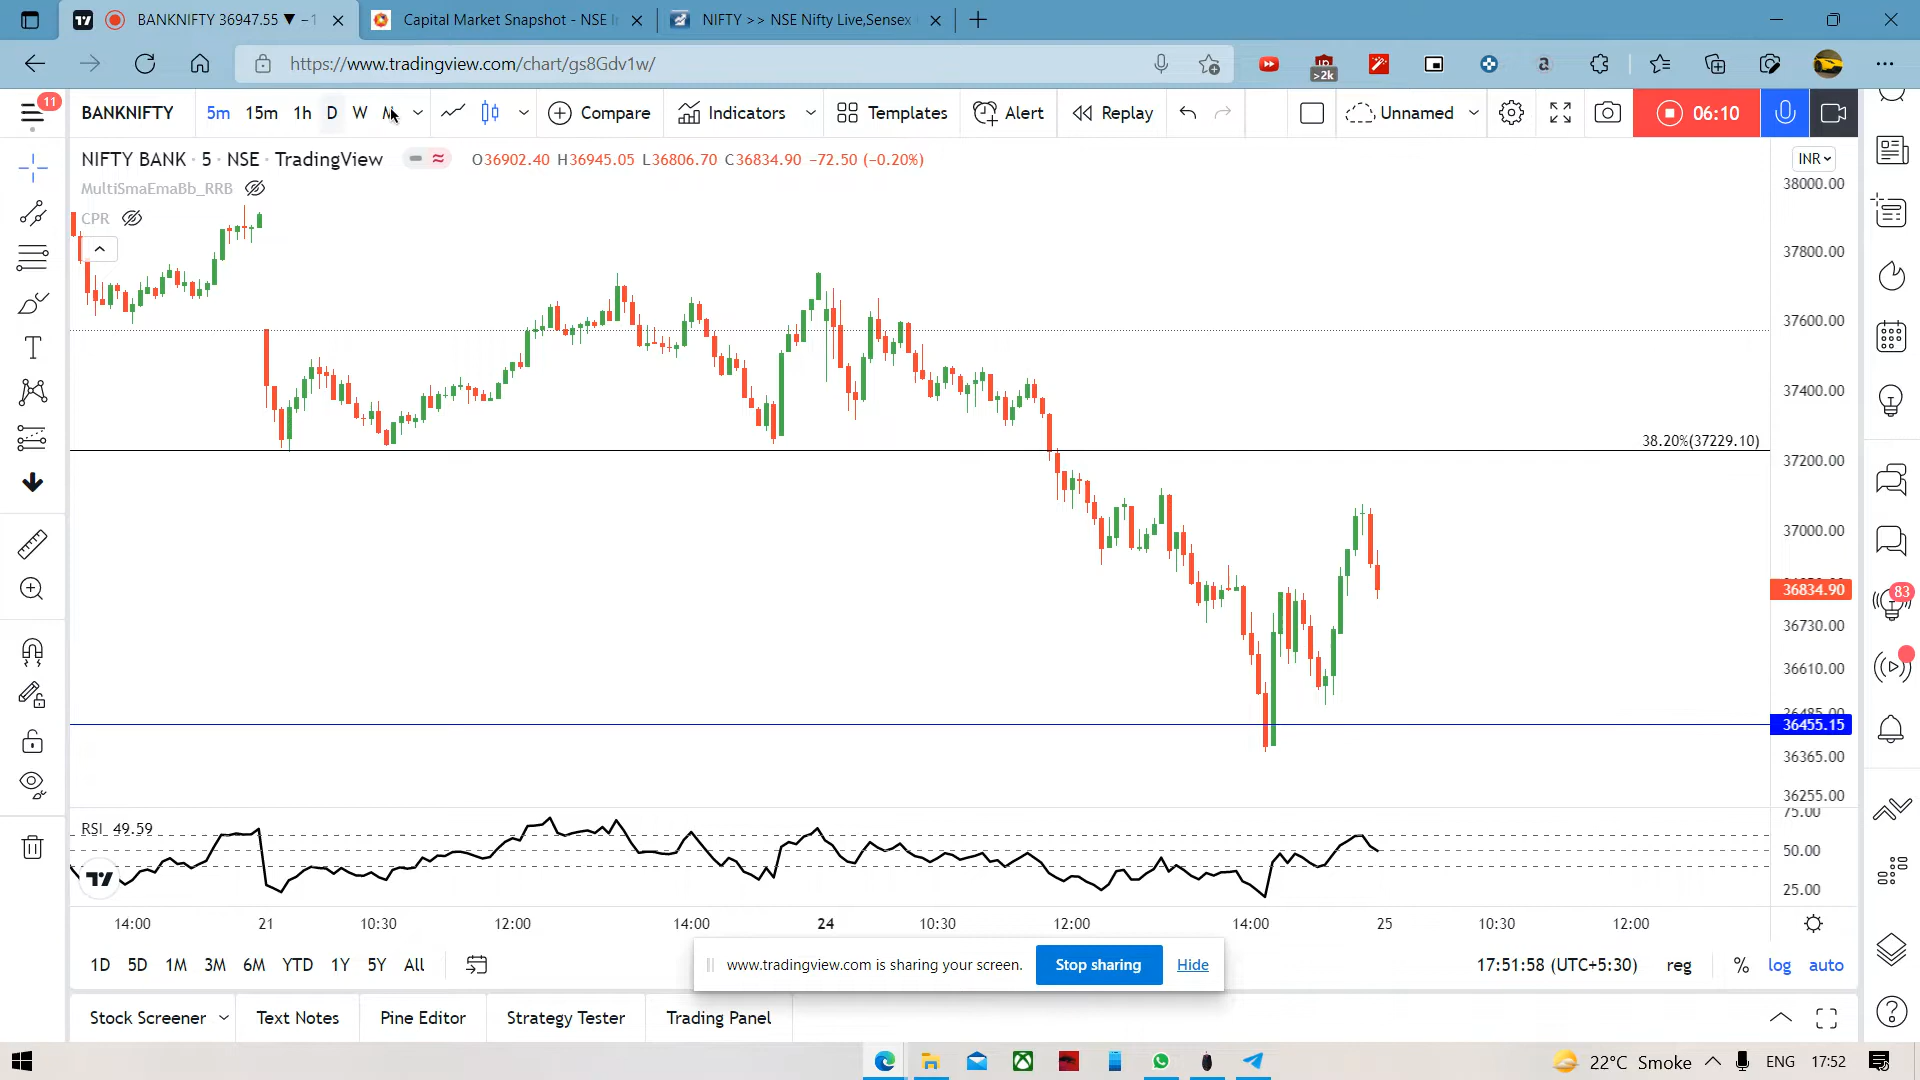 BANKNIFTY 36947.55 ▼ −1
Capital Market Snapshot - NSE I
NIFTY >> NSE Nifty Live,Sensex
https://www.tradingview.com/chart/gs8Gdv1w/
>2k
11
BANKNIFTY 5m 15m 1h D W M Compare Indicators Templates Alert Replay Unnamed 06:10
NIFTY BANK · 5 · NSE · TradingView O36902.40 H36945.05 L36806.70 C36834.90 −72.50 (−0.20%) INR
MultiSmaEmaBb_RRB
CPR
38000.00
37800.00
37600.00
37400.00
38.20%(37229.10)
37200.00
37000.00
36834.90
36730.00
36610.00
36485.00
36455.15
36365.00
36255.00
83
75.00
RSI 49.59
50.00
25.00
14:00 21 10:30 12:00 14:00 24 10:30 12:00 14:00 25 10:30 12:00
1D 5D 1M 3M 6M YTD 1Y 5Y All
www.tradingview.com is sharing your screen. Stop sharing Hide
17:51:58 (UTC+5:30) reg % log auto
Stock Screener Text Notes Pine Editor Strategy Tester Trading Panel
22°C Smoke ENG 17:52